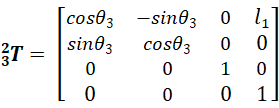 ²₃T = [cosθ₃ −sinθ₃ 0 l₁
sinθ₃ cosθ₃ 0 0
0 0 1 0
0 0 0 1]